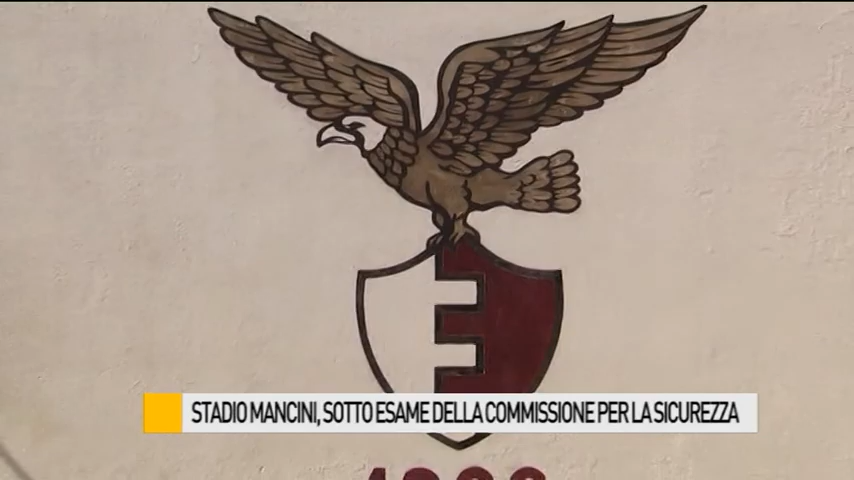 STADIO MANCINI, SOTTO ESAME DELLA COMMISSIONE PER LA SICUREZZA